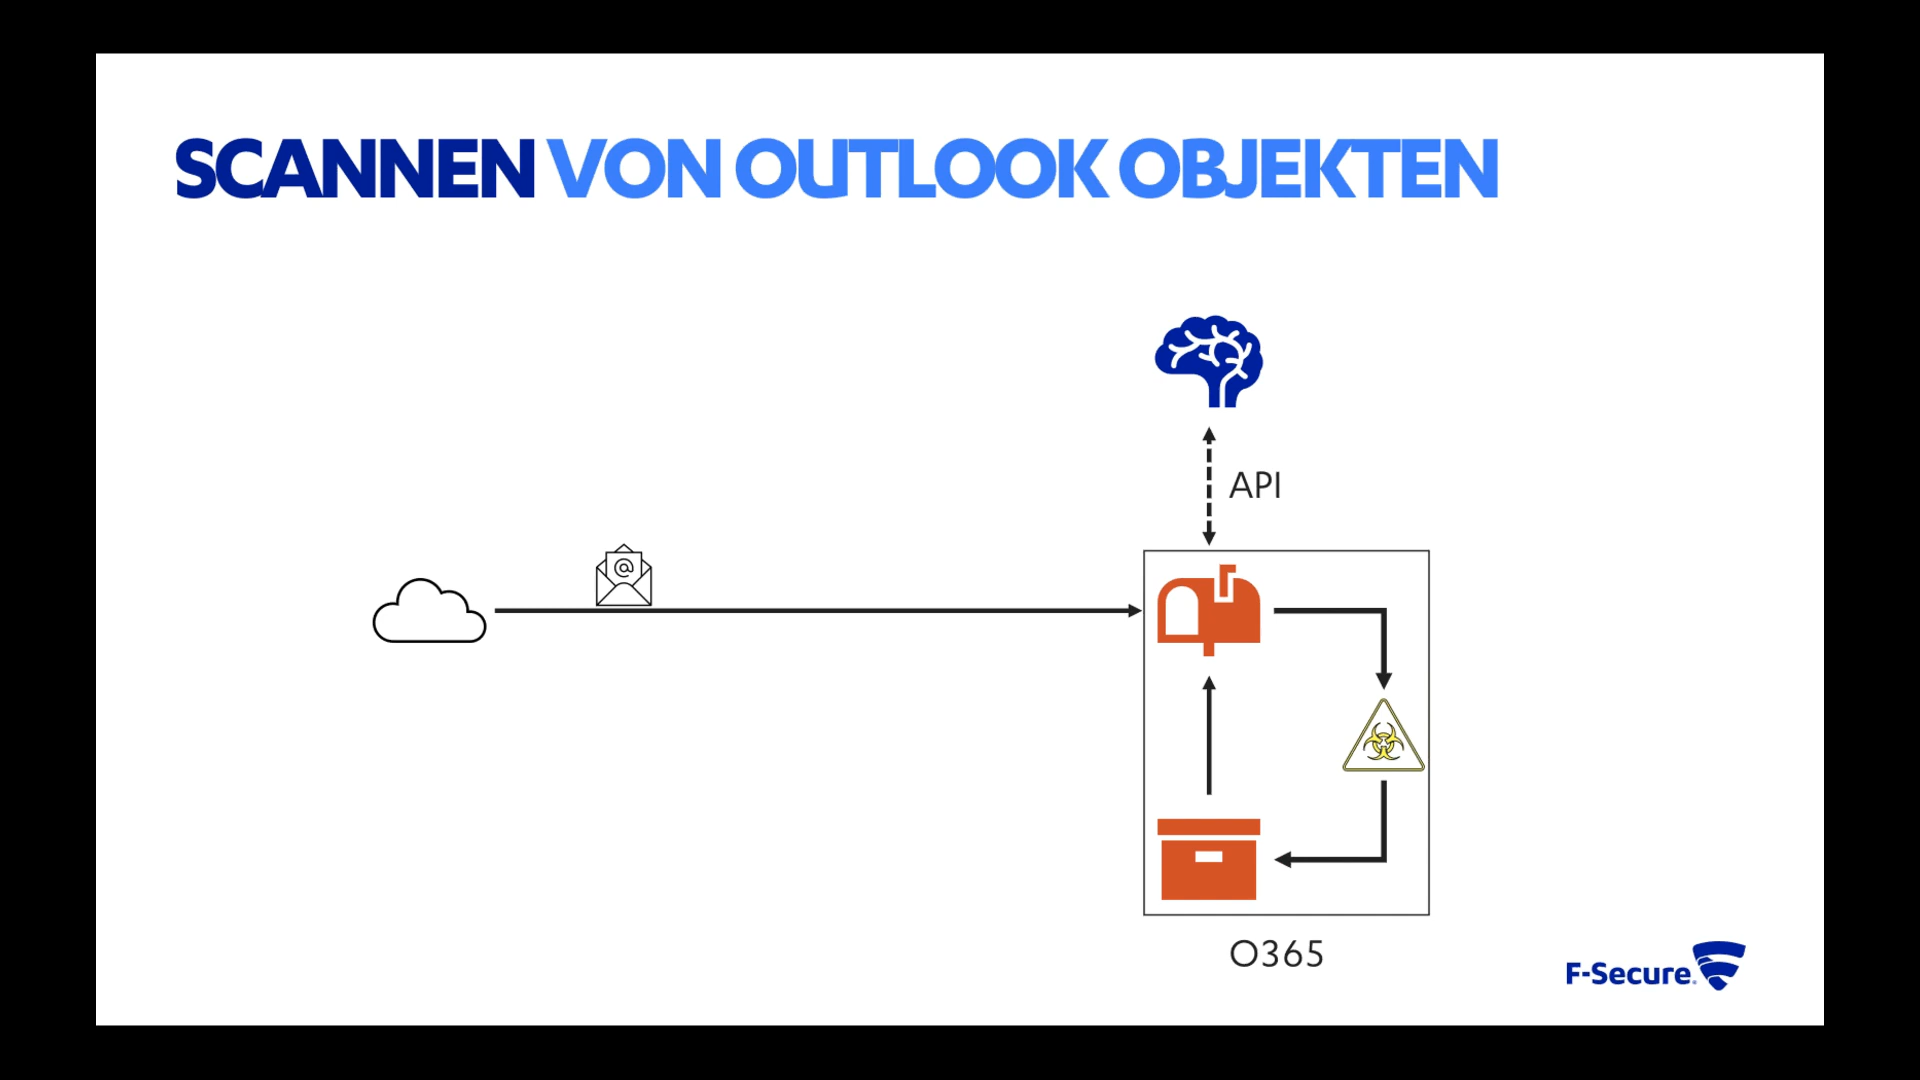 SCANNEN VON OUTLOOK OBJEKTEN
API
@
O365
F-Secure.